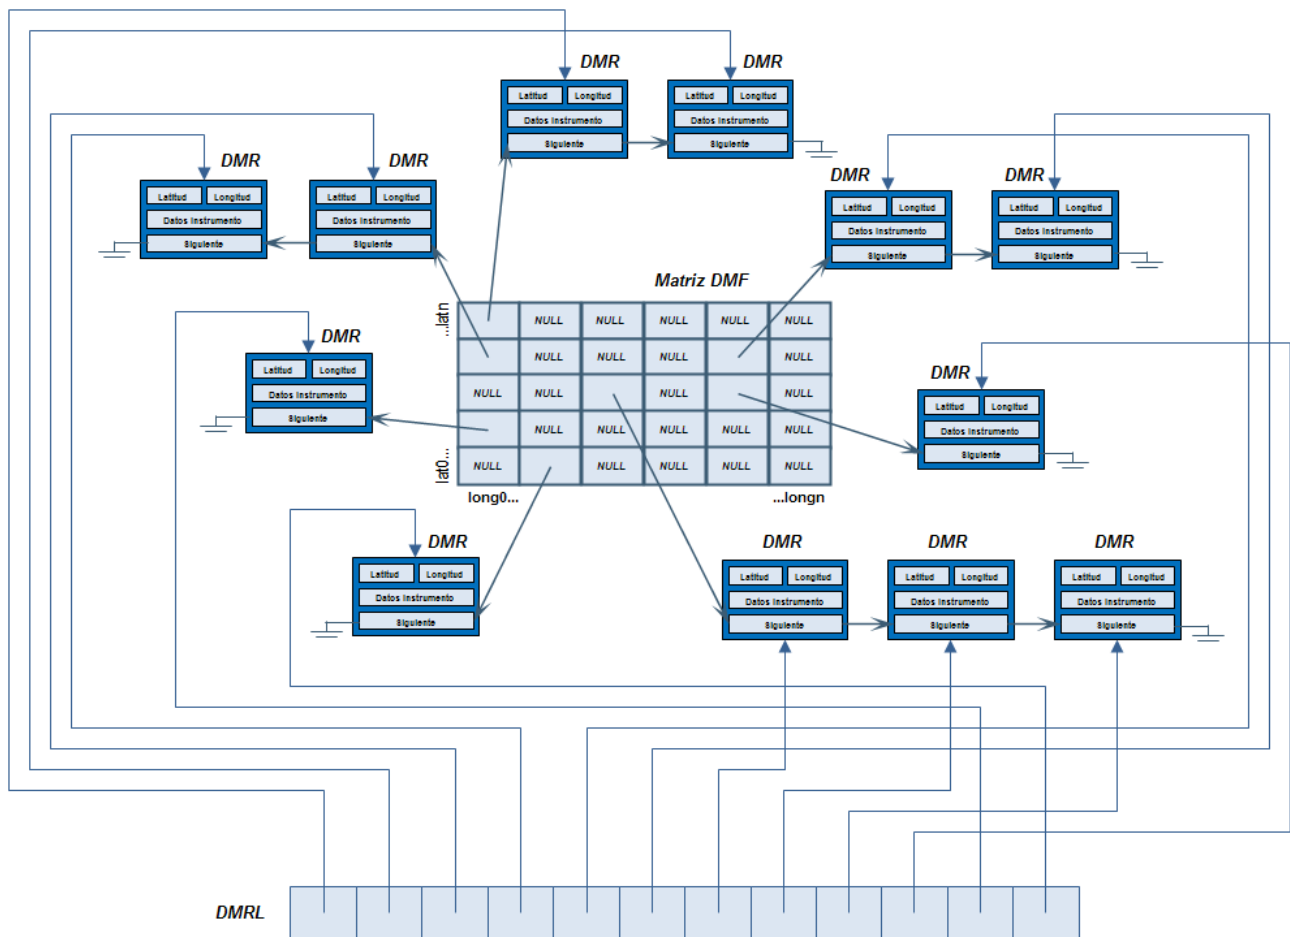 DMR
Latitud Longitud
Datos Instrumento
Siguiente
Latitud Longitud
Datos Instrumento
Siguiente
DMR
Latitud Longitud
Datos Instrumento
Siguiente
DMR
Latitud Longitud
Datos Instrumento
Siguiente
DMR
Latitud Longitud
Datos Instrumento
Siguiente
DMR
Latitud Longitud
Datos Instrumento
Siguiente
Matriz DMF
...latn
NULL NULL NULL NULL NULL
NULL NULL NULL NULL
NULL NULL NULL NULL
NULL NULL NULL NULL NULL
NULL NULL NULL NULL NULL
lat0...
long0... ...longn
DMR
Latitud Longitud
Datos Instrumento
Siguiente
DMR
Latitud Longitud
Datos Instrumento
Siguiente
DMR
Latitud Longitud
Datos Instrumento
Siguiente
DMR
Latitud Longitud
Datos Instrumento
Siguiente
DMR
Latitud Longitud
Datos Instrumento
Siguiente
DMR
Latitud Longitud
Datos Instrumento
Siguiente
DMRL